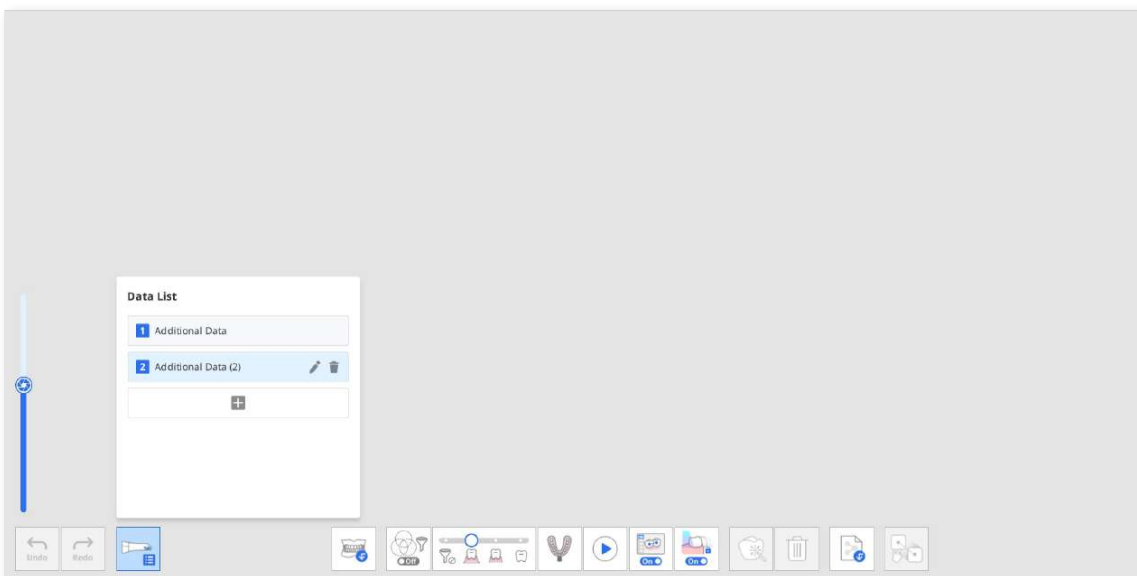 Data List
1 Additional Data
2 Additional Data (2)
Undo
Redo
Off
On
On